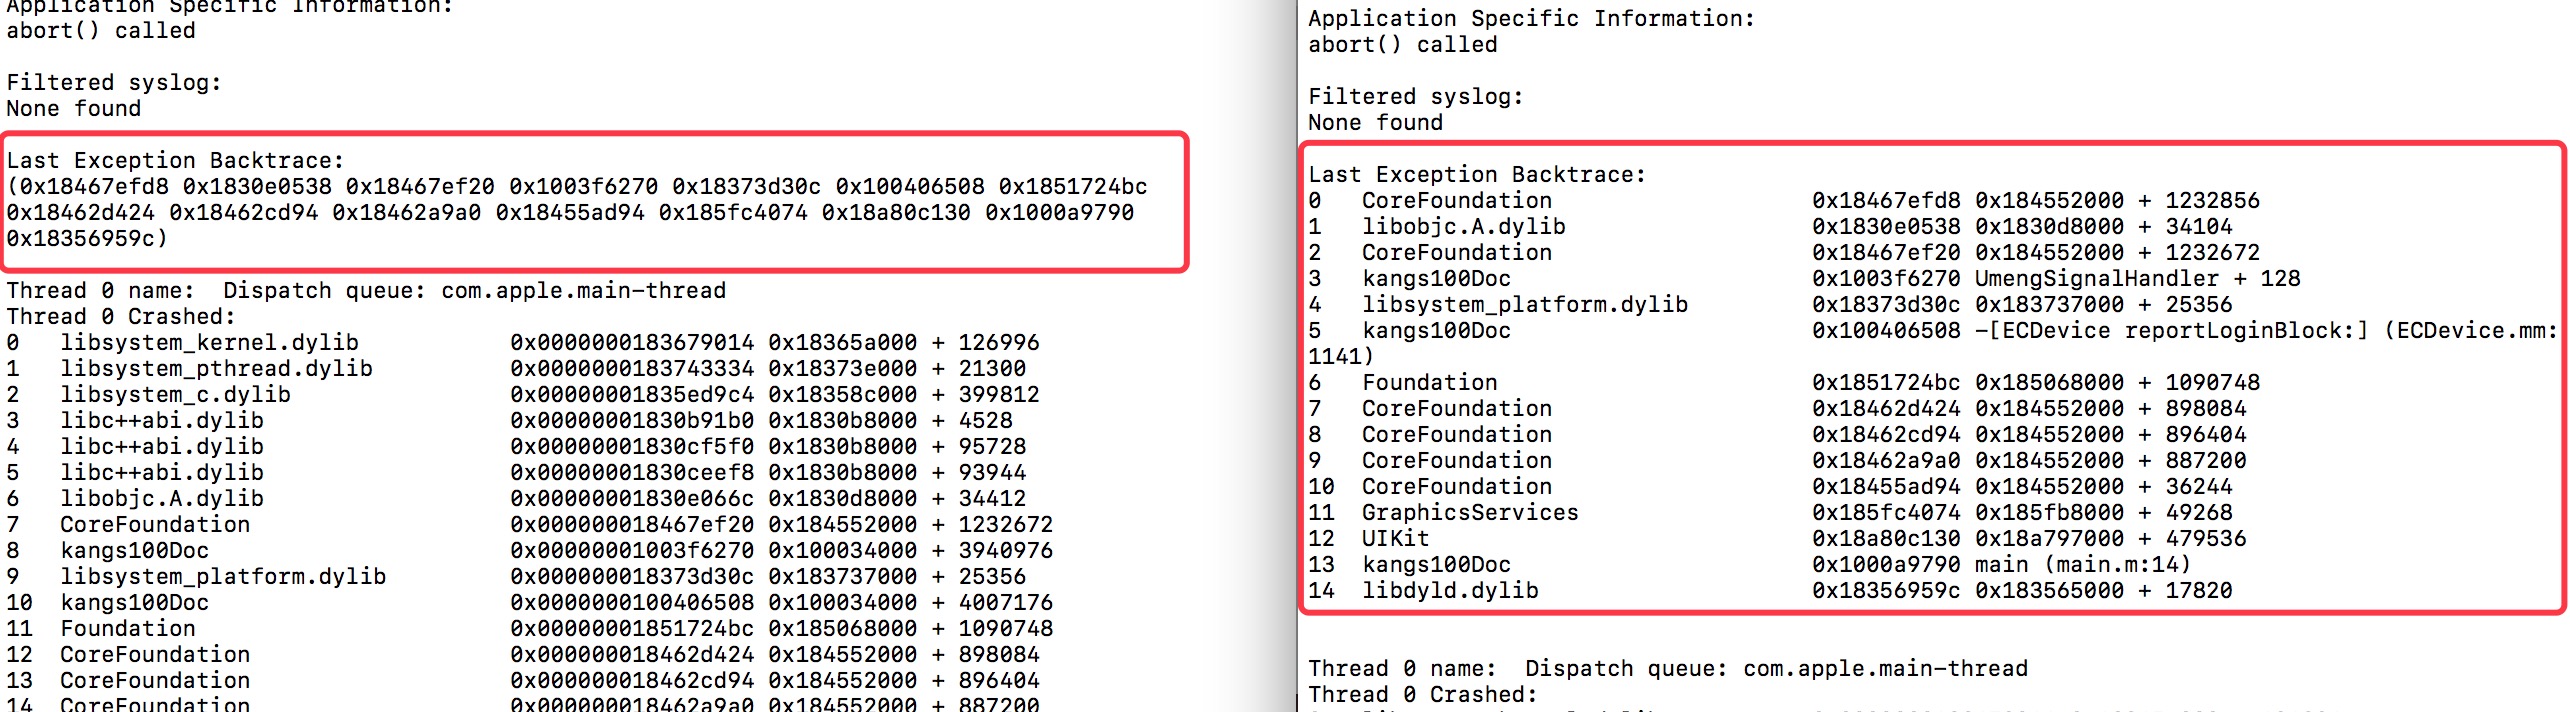 Application Specific Information:
abort() called
Filtered syslog:
None found
Last Exception Backtrace:
(0x18467efd8 0x1830e0538 0x18467ef20 0x1003f6270 0x18373d30c 0x100406508 0x1851724bc
0x18462d424 0x18462cd94 0x18462a9a0 0x18455ad94 0x185fc4074 0x18a80c130 0x1000a9790
0x18356959c)
Thread 0 name:  Dispatch queue: com.apple.main-thread
Thread 0 Crashed:
0   libsystem_kernel.dylib 0x0000000183679014 0x18365a000 + 126996
1   libsystem_pthread.dylib 0x0000000183743334 0x18373e000 + 21300
2   libsystem_c.dylib 0x00000001835ed9c4 0x18358c000 + 399812
3   libc++abi.dylib 0x00000001830b91b0 0x1830b8000 + 4528
4   libc++abi.dylib 0x00000001830cf5f0 0x1830b8000 + 95728
5   libc++abi.dylib 0x00000001830ceef8 0x1830b8000 + 93944
6   libobjc.A.dylib 0x00000001830e066c 0x1830d8000 + 34412
7   CoreFoundation 0x000000018467ef20 0x184552000 + 1232672
8   kangs100Doc 0x00000001003f6270 0x100034000 + 3940976
9   libsystem_platform.dylib 0x000000018373d30c 0x183737000 + 25356
10  kangs100Doc 0x0000000100406508 0x100034000 + 4007176
11  Foundation 0x00000001851724bc 0x185068000 + 1090748
12  CoreFoundation 0x000000018462d424 0x184552000 + 898084
13  CoreFoundation 0x000000018462cd94 0x184552000 + 896404
14  CoreFoundation 0x000000018462a9a0 0x184552000 + 887200
Application Specific Information:
abort() called
Filtered syslog:
None found
Last Exception Backtrace:
0   CoreFoundation 0x18467efd8 0x184552000 + 1232856
1   libobjc.A.dylib 0x1830e0538 0x1830d8000 + 34104
2   CoreFoundation 0x18467ef20 0x184552000 + 1232672
3   kangs100Doc 0x1003f6270 UmengSignalHandler + 128
4   libsystem_platform.dylib 0x18373d30c 0x183737000 + 25356
5   kangs100Doc 0x100406508 -[ECDevice reportLoginBlock:] (ECDevice.mm:
1141)
6   Foundation 0x1851724bc 0x185068000 + 1090748
7   CoreFoundation 0x18462d424 0x184552000 + 898084
8   CoreFoundation 0x18462cd94 0x184552000 + 896404
9   CoreFoundation 0x18462a9a0 0x184552000 + 887200
10  CoreFoundation 0x18455ad94 0x184552000 + 36244
11  GraphicsServices 0x185fc4074 0x185fb8000 + 49268
12  UIKit 0x18a80c130 0x18a797000 + 479536
13  kangs100Doc 0x1000a9790 main (main.m:14)
14  libdyld.dylib 0x18356959c 0x183565000 + 17820
Thread 0 name:  Dispatch queue: com.apple.main-thread
Thread 0 Crashed: